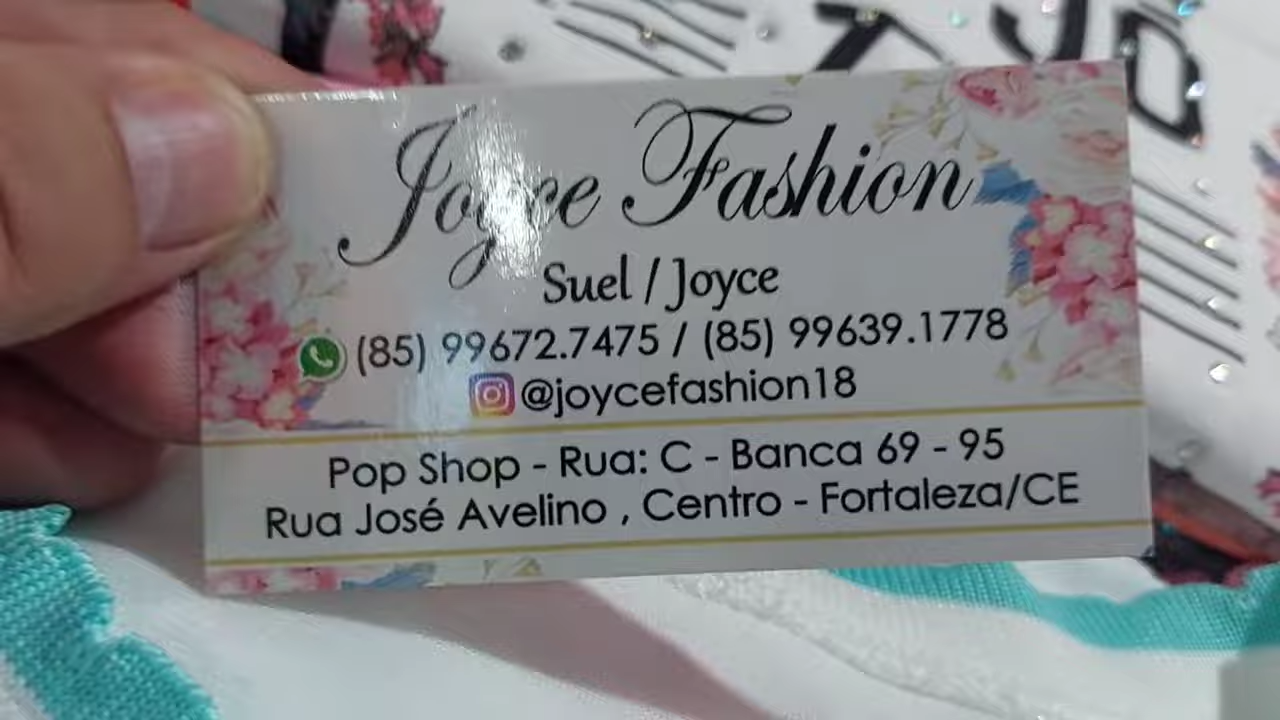 Joyce Fashion
Suel / Joyce
(85) 99672.7475 / (85) 99639.1778
@joycefashion18
Pop Shop - Rua: C - Banca 69 - 95
Rua José Avelino , Centro - Fortaleza/CE